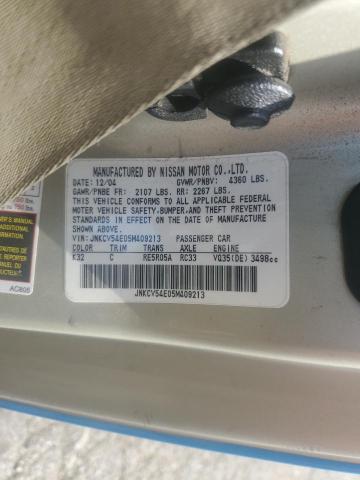 MANUFACTURED BY NISSAN MOTOR CO.,LTD.
DATE: 12/04 GVWR/PNBV: 4360 LBS.
GAWR/PNBE FR: 2107 LBS. RR: 2267 LBS.
THIS VEHICLE CONFORMS TO ALL APPLICABLE FEDERAL
MOTOR VEHICLE SAFETY, BUMPER, AND THEFT PREVENTION
STANDARDS IN EFFECT ON THE DATE OF MANUFACTURE
SHOWN ABOVE.
VIN: JNKCV54E05M409213 PASSENGER CAR
COLOR TRIM TRANS AXLE ENGINE
K32 C RE5R05A RC33 VQ35(DE) 3498cc
JNKCV54E05M409213